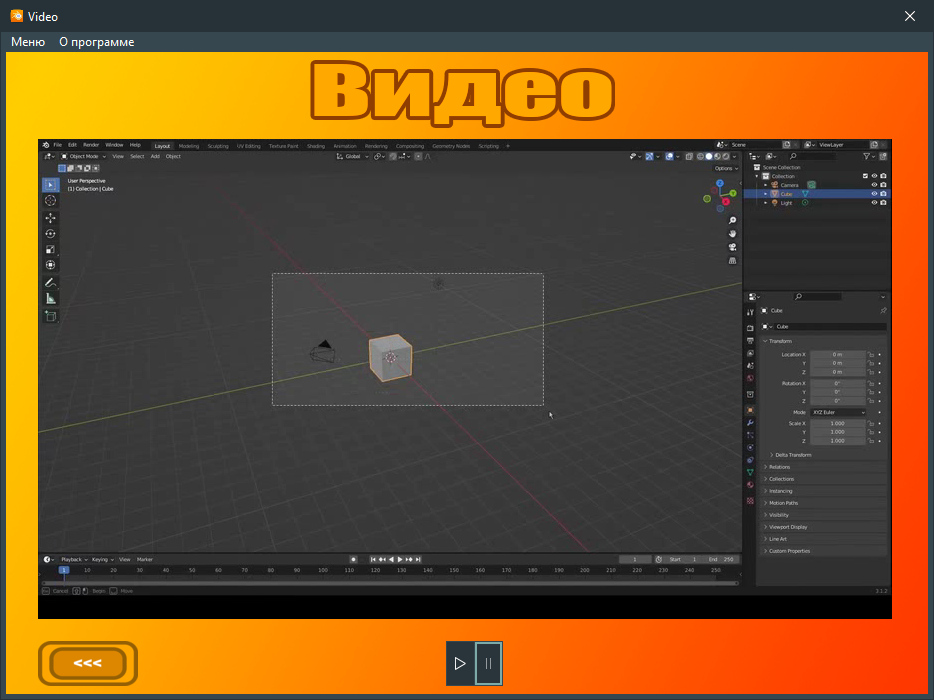 Video
Меню О программе
Видео
File Edit Render Window Help Layout Modeling Sculpting UV Editing Texture Paint Shading Animation Rendering Compositing Geometry Nodes Scripting + Scene ViewLayer
Object Mode View Select Add Object Global
Options
User Perspective
(1) Collection | Cube
Scene Collection
Collection
Camera
Cube
Light
Cube
Cube
Transform
Location X 0 m
Y 0 m
Z 0 m
Rotation X 0°
Y 0°
Z 0°
Mode XYZ Euler
Scale X 1.000
Y 1.000
Z 1.000
Delta Transform
Relations
Collections
Instancing
Motion Paths
Visibility
Viewport Display
Line Art
Custom Properties
Playback Keying View Marker 1 Start 1 End 250
1 10 20 30 40 50 60 70 80 90 100 110 120 130 140 150 160 170 180 190 200 210 220 230 240 250
Cancel Begin Move 3.1.2
<<<